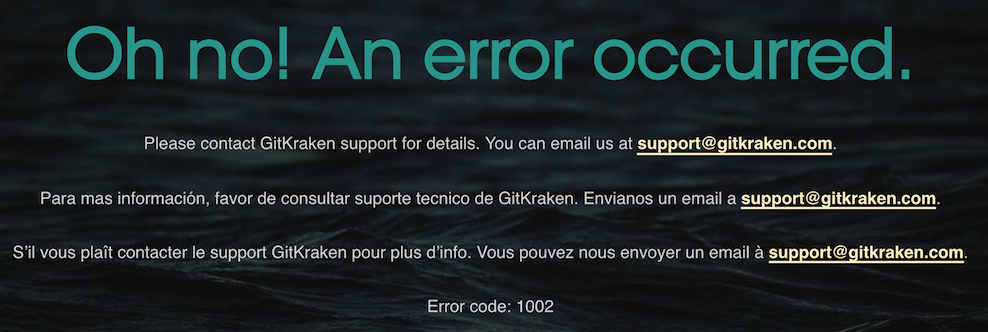 Oh no! An error occurred.
Please contact GitKraken support for details. You can email us at support@gitkraken.com.
Para mas información, favor de consultar suporte tecnico de GitKraken. Envianos un email a support@gitkraken.com.
S'il vous plaît contacter le support GitKraken pour plus d'info. Vous pouvez nous envoyer un email à support@gitkraken.com.
Error code: 1002